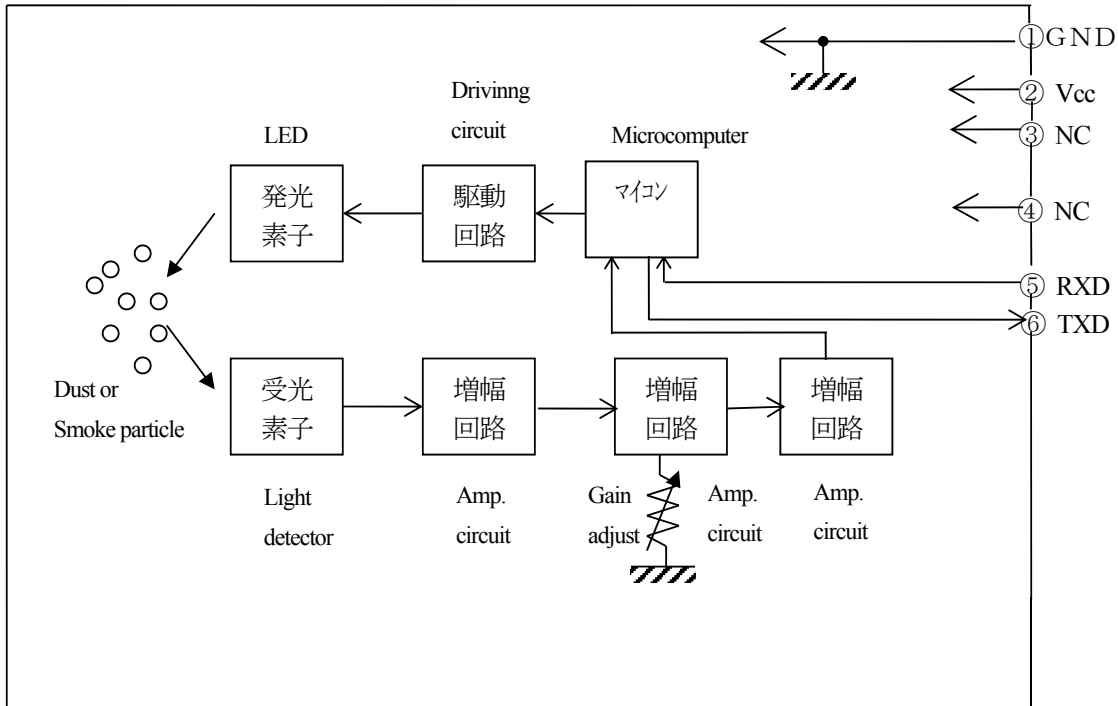 ①GND
② Vcc
③ NC
④ NC
⑤ RXD
⑥ TXD
LED
発光
素子
Drivinng
circuit
駆動
回路
Microcomputer
マイコン
Dust or
Smoke particle
受光
素子
Light
detector
増幅
回路
Amp.
circuit
増幅
回路
Gain
adjust
Amp.
circuit
増幅
回路
Amp.
circuit